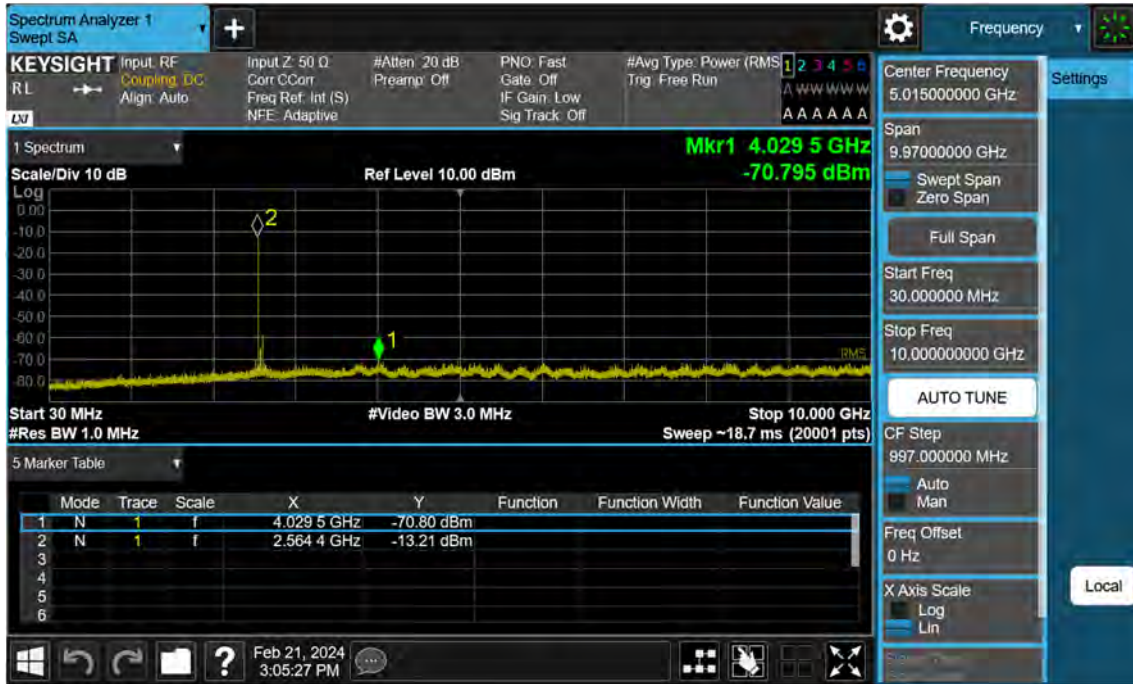 Spectrum Analyzer 1
Swept SA
Frequency
KEYSIGHT
RL
LXI
Input: RF
Coupling: DC
Align: Auto
Input Z: 50 Ω
Corr CCorr
Freq Ref: Int (S)
NFE: Adaptive
#Atten: 20 dB
Preamp: Off
PNO: Fast
Gate: Off
IF Gain: Low
Sig Track: Off
#Avg Type: Power (RMS
Trig: Free Run
1 2 3 4 5 6
A W W W W W
A A A A A A
Center Frequency
5.015000000 GHz
Settings
1 Spectrum
Scale/Div 10 dB
Ref Level 10.00 dBm
Mkr1 4.029 5 GHz
-70.795 dBm
Log
0.00
-10.0
-20.0
-30.0
-40.0
-50.0
-60.0
-70.0
-80.0
2
1
RMS
Start 30 MHz
#Video BW 3.0 MHz
Stop 10.000 GHz
#Res BW 1.0 MHz
Sweep ~18.7 ms (20001 pts)
Span
9.97000000 GHz
Swept Span
Zero Span
Full Span
Start Freq
30.000000 MHz
Stop Freq
10.000000000 GHz
AUTO TUNE
CF Step
997.000000 MHz
Auto
Man
Freq Offset
0 Hz
X Axis Scale
Log
Lin
Local
5 Marker Table
Mode Trace Scale X Y Function Function Width Function Value
1 N 1 f 4.029 5 GHz -70.80 dBm
2 N 1 f 2.564 4 GHz -13.21 dBm
3
4
5
6
?
Feb 21, 2024
3:05:27 PM